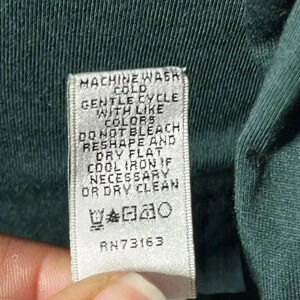 MACHINE WASH
COLD
GENTLE CYCLE
WITH LIKE
COLORS
DO NOT BLEACH
RESHAPE AND
DRY FLAT
COOL IRON IF
NECESSARY
OR DRY CLEAN
RN73163